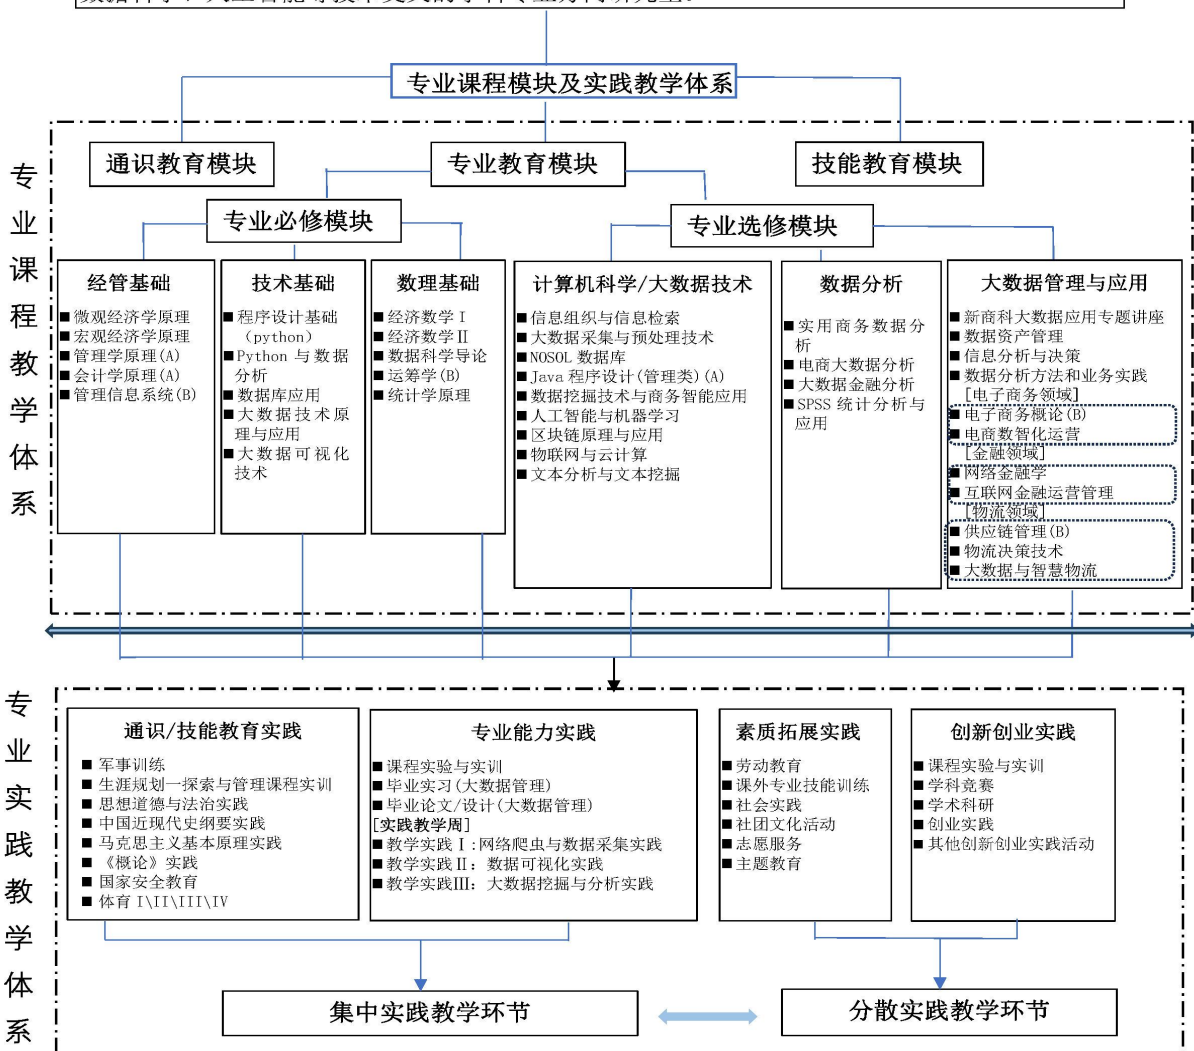 专业课程模块及实践教学体系
专业课程教学体系
通识教育模块
专业教育模块
技能教育模块
专业必修模块
专业选修模块
经管基础
■微观经济学原理
■宏观经济学原理
■管理学原理(A)
■会计学原理(A)
■管理信息系统(B)
技术基础
■程序设计基础
（python）
■Python 与数据
分析
■数据库应用
■大数据技术原
理与应用
■大数据可视化
技术
数理基础
■经济数学Ⅰ
■经济数学Ⅱ
■数据科学导论
■运筹学(B)
■统计学原理
计算机科学/大数据技术
■信息组织与信息检索
■大数据采集与预处理技术
■NOSOL 数据库
■Java 程序设计(管理类)(A)
■数据挖掘技术与商务智能应用
■人工智能与机器学习
■区块链原理与应用
■物联网与云计算
■文本分析与文本挖掘
数据分析
■实用商务数据分
析
■电商大数据分析
■大数据金融分析
■SPSS 统计分析与
应用
大数据管理与应用
■新商科大数据应用专题讲座
■数据资产管理
■信息分析与决策
■数据分析方法和业务实践
[电子商务领域]
■电子商务概论(B)
■电商数智化运营
[金融领域]
■网络金融学
■互联网金融运营管理
[物流领域]
■供应链管理(B)
■物流决策技术
■大数据与智慧物流
专业实践教学体系
通识/技能教育实践
■军事训练
■生涯规划一探索与管理课程实训
■思想道德与法治实践
■中国近现代史纲要实践
■马克思主义基本原理实践
■《概论》实践
■国家安全教育
■体育 I\II\III\IV
专业能力实践
■课程实验与实训
■毕业实习(大数据管理)
■毕业论文/设计(大数据管理)
[实践教学周]
■教学实践Ⅰ:网络爬虫与数据采集实践
■教学实践Ⅱ：数据可视化实践
■教学实践Ⅲ：大数据挖掘与分析实践
素质拓展实践
■劳动教育
■课外专业技能训练
■社会实践
■社团文化活动
■志愿服务
■主题教育
创新创业实践
■课程实验与实训
■学科竞赛
■学术科研
■创业实践
■其他创新创业实践活动
集中实践教学环节
分散实践教学环节